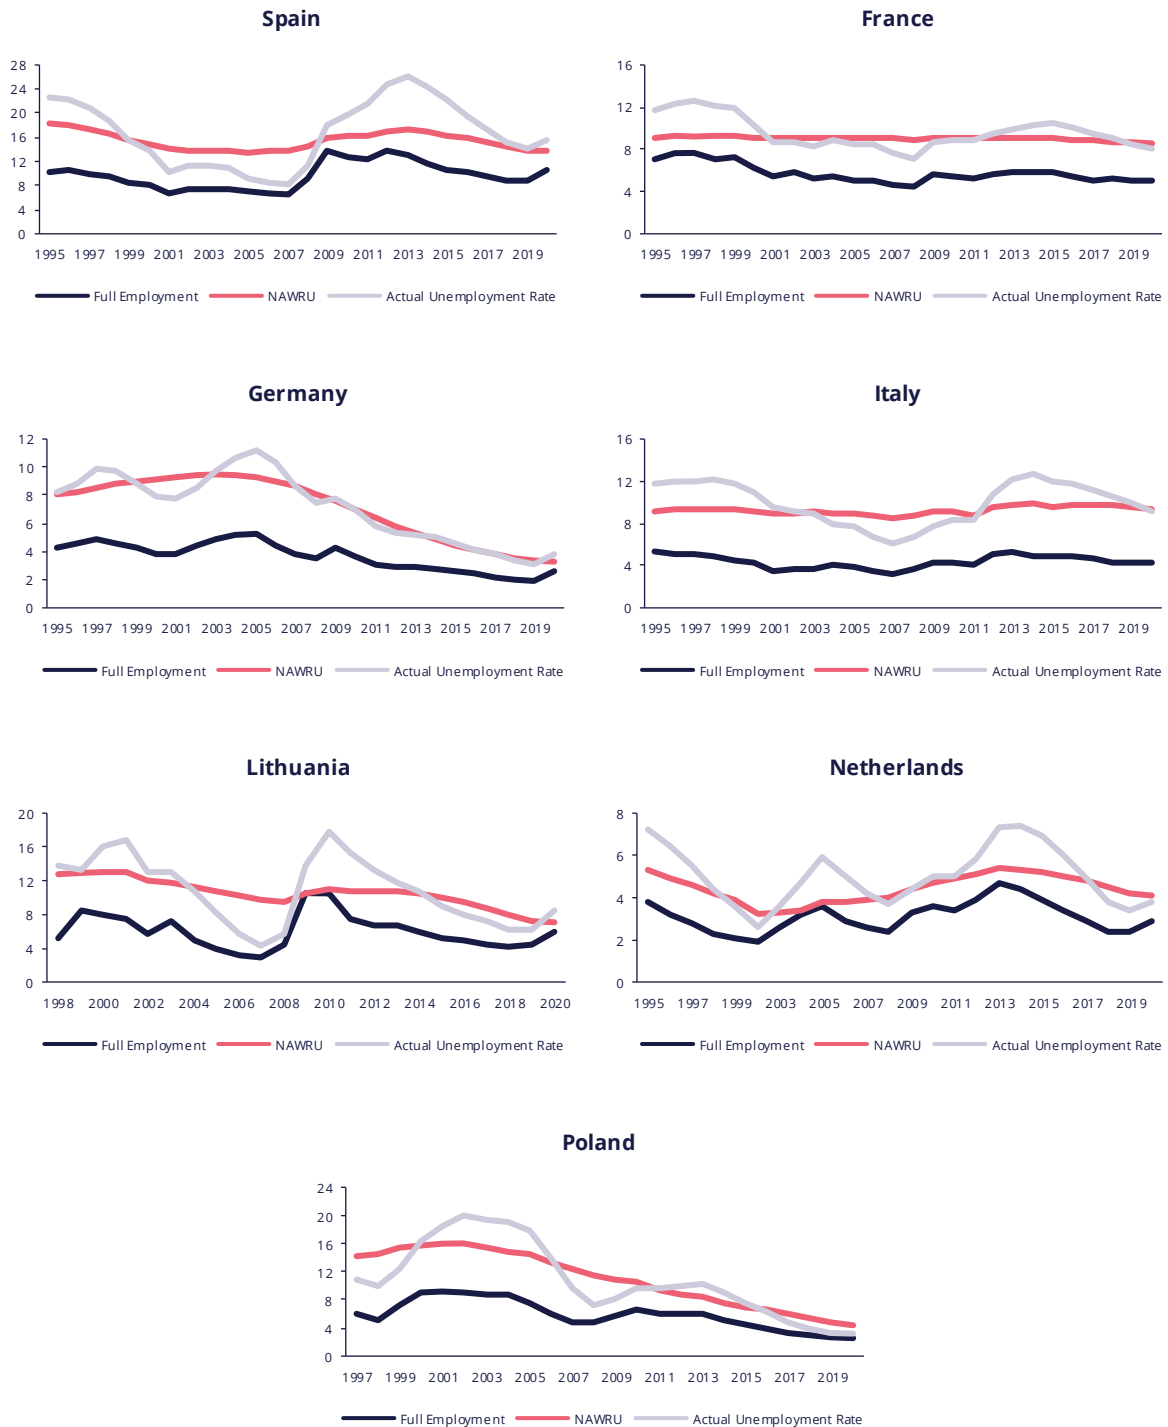 Spain
28
24
20
16
12
8
4
0
1995 1997 1999 2001 2003 2005 2007 2009 2011 2013 2015 2017 2019
Full Employment NAWRU Actual Unemployment Rate
France
16
12
8
4
0
1995 1997 1999 2001 2003 2005 2007 2009 2011 2013 2015 2017 2019
Full Employment NAWRU Actual Unemployment Rate
Germany
12
10
8
6
4
2
0
1995 1997 1999 2001 2003 2005 2007 2009 2011 2013 2015 2017 2019
Full Employment NAWRU Actual Unemployment Rate
Italy
16
12
8
4
0
1995 1997 1999 2001 2003 2005 2007 2009 2011 2013 2015 2017 2019
Full Employment NAWRU Actual Unemployment Rate
Lithuania
20
16
12
8
4
0
1998 2000 2002 2004 2006 2008 2010 2012 2014 2016 2018 2020
Full Employment NAWRU Actual Unemployment Rate
Netherlands
8
6
4
2
0
1995 1997 1999 2001 2003 2005 2007 2009 2011 2013 2015 2017 2019
Full Employment NAWRU Actual Unemployment Rate
Poland
24
20
16
12
8
4
0
1997 1999 2001 2003 2005 2007 2009 2011 2013 2015 2017 2019
Full Employment NAWRU Actual Unemployment Rate